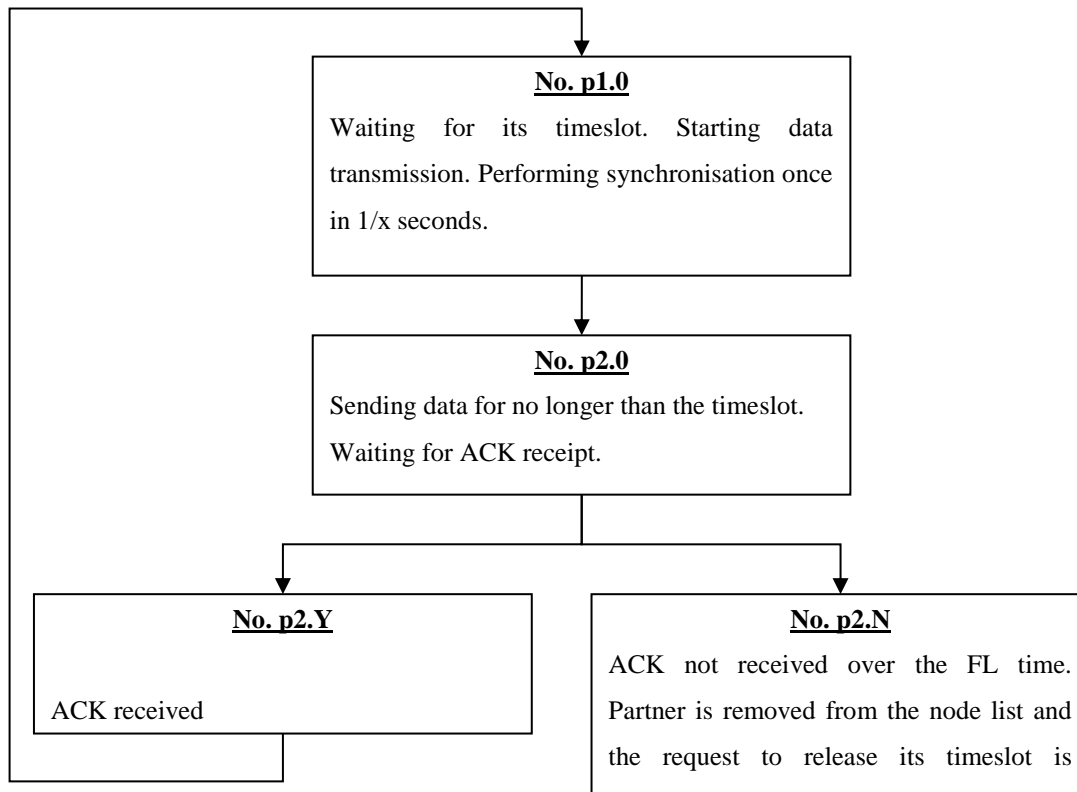 No. p1.0
Waiting for its timeslot. Starting data
transmission. Performing synchronisation once
in 1/x seconds.
No. p2.0
Sending data for no longer than the timeslot.
Waiting for ACK receipt.
No. p2.Y
ACK received
No. p2.N
ACK not received over the FL time.
Partner is removed from the node list and
the request to release its timeslot is